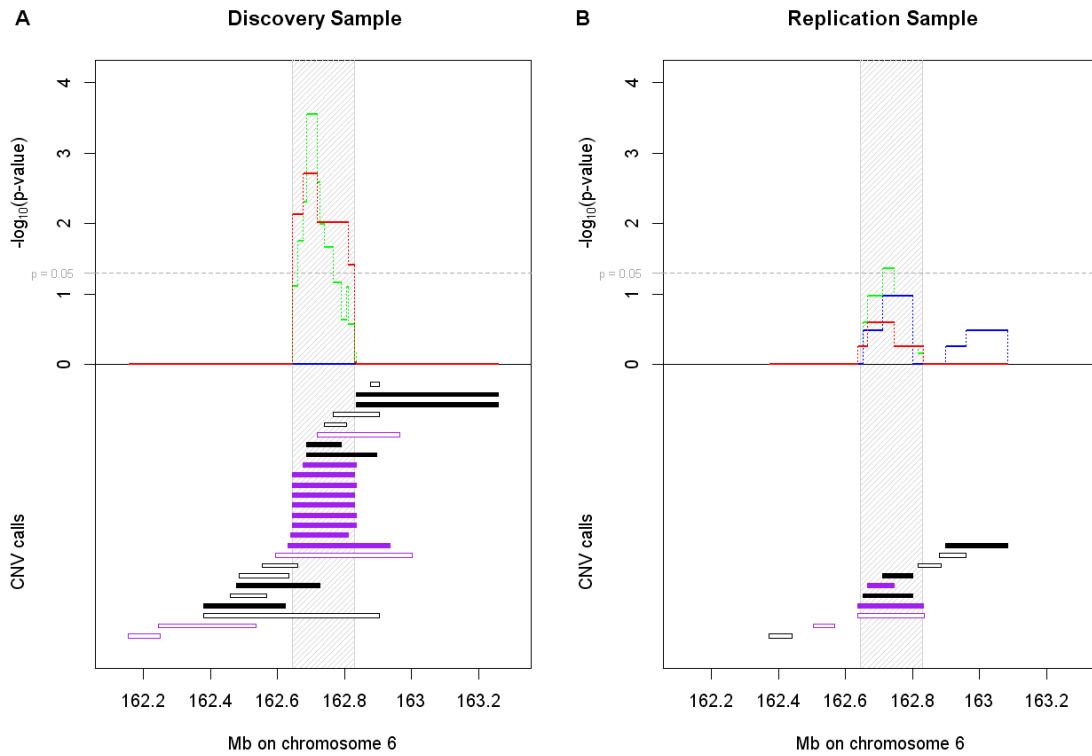 A
Discovery Sample
-log10(p-value)
4
3
2
1
0
p = 0.05
CNV calls
162.2 162.4 162.6 162.8 163 163.2
Mb on chromosome 6
B
Replication Sample
-log10(p-value)
4
3
2
1
0
p = 0.05
CNV calls
162.2 162.4 162.6 162.8 163 163.2
Mb on chromosome 6